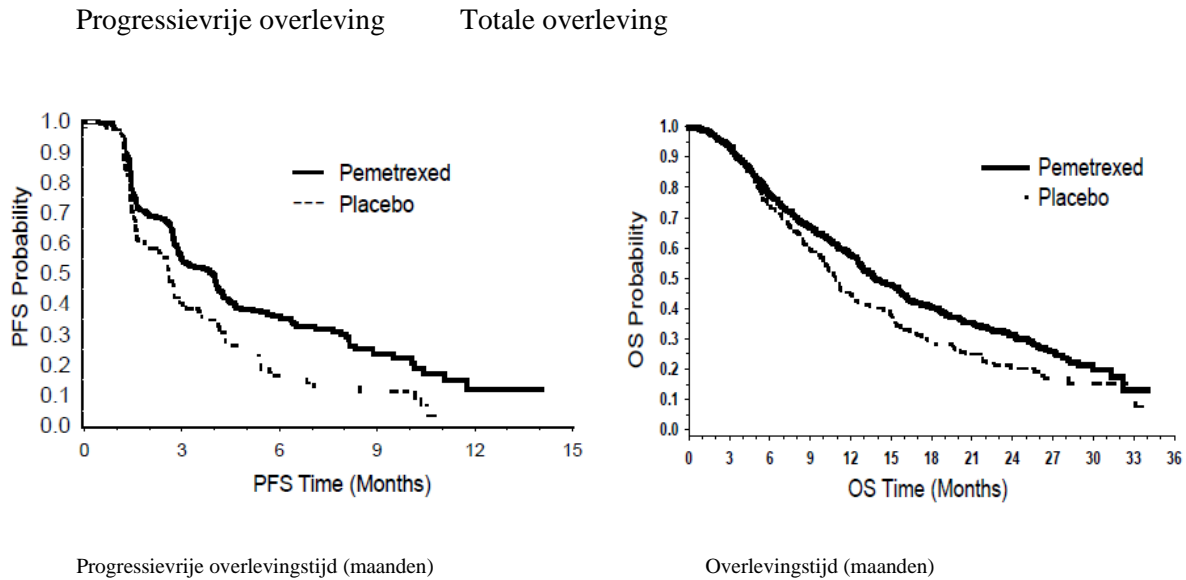 Progressievrije overleving Totale overleving
1.0
0.9
0.8
0.7
0.6
0.5
0.4
0.3
0.2
0.1
0.0
PFS Probability
Pemetrexed
Placebo
0 3 6 9 12 15
PFS Time (Months)
1.0
0.9
0.8
0.7
0.6
0.5
0.4
0.3
0.2
0.1
0.0
OS Probability
Pemetrexed
Placebo
0 3 6 9 12 15 18 21 24 27 30 33 36
OS Time (Months)
Progressievrije overlevingstijd (maanden) Overlevingstijd (maanden)